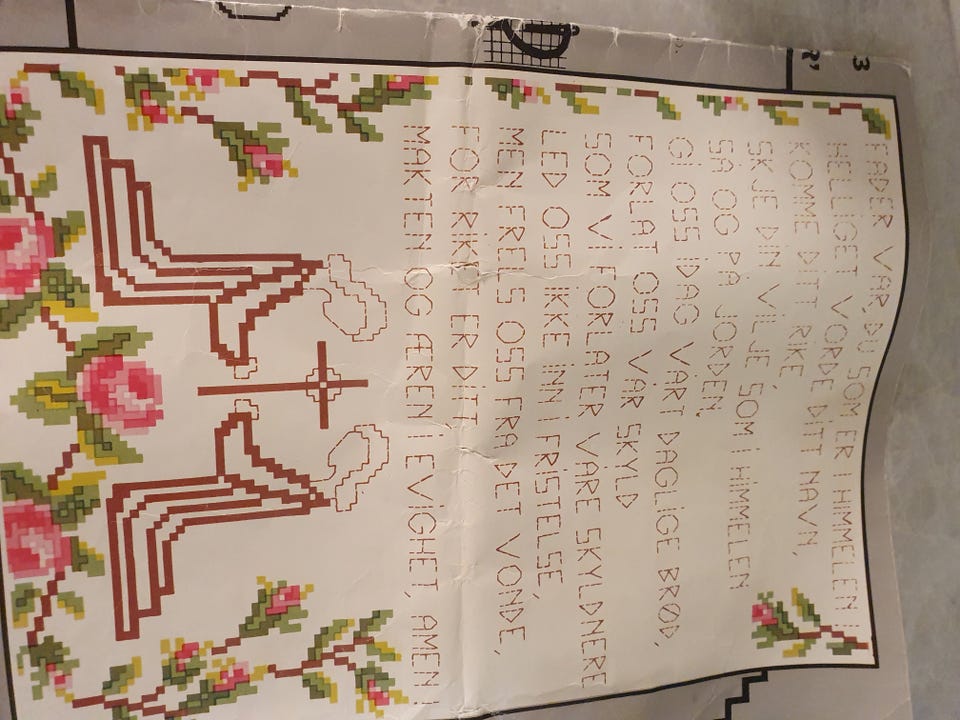 FADER VÅR, DU SOM ER I HIMMELEN!
HELLIGET VORDE DITT NAVN,
KOMME DITT RIKE,
SKJE DIN VILJE, SOM I HIMMELEN
SÅ OG PÅ JORDEN,
GI OSS IDAG VÅRT DAGLIGE BRØD,
FORLAT OSS VÅR SKYLD
SOM VI FORLATER VÅRE SKYLDNERE
LED OSS IKKE INN I FRISTELSE,
MEN FRELS OSS FRA DET VONDE,
FOR RIKET ER DITT
MAKTEN OG ÆREN I EVIGHET, AMEN!
3